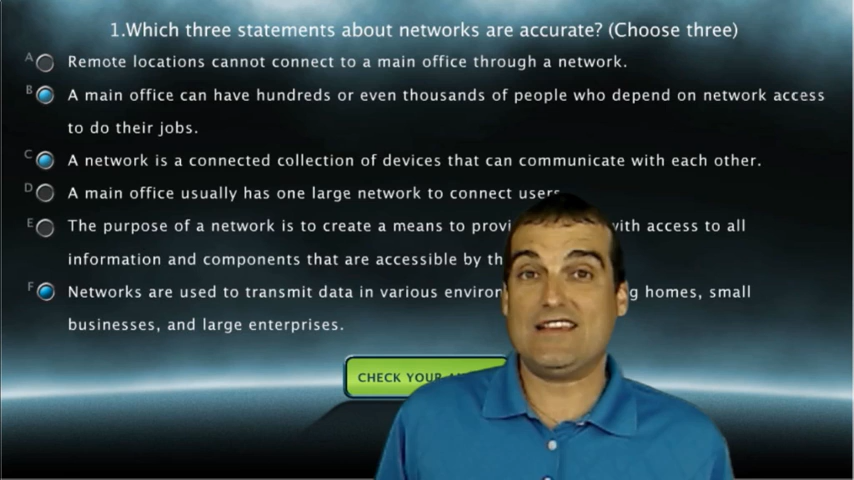 1.Which three statements about networks are accurate? (Choose three)
A Remote locations cannot connect to a main office through a network.
B A main office can have hundreds or even thousands of people who depend on network access
to do their jobs.
C A network is a connected collection of devices that can communicate with each other.
D A main office usually has one large network to connect users
E The purpose of a network is to create a means to with access to all
information and components that are accessible by
F Networks are used to transmit data in various homes, small
businesses, and large enterprises.
CHECK YOUR